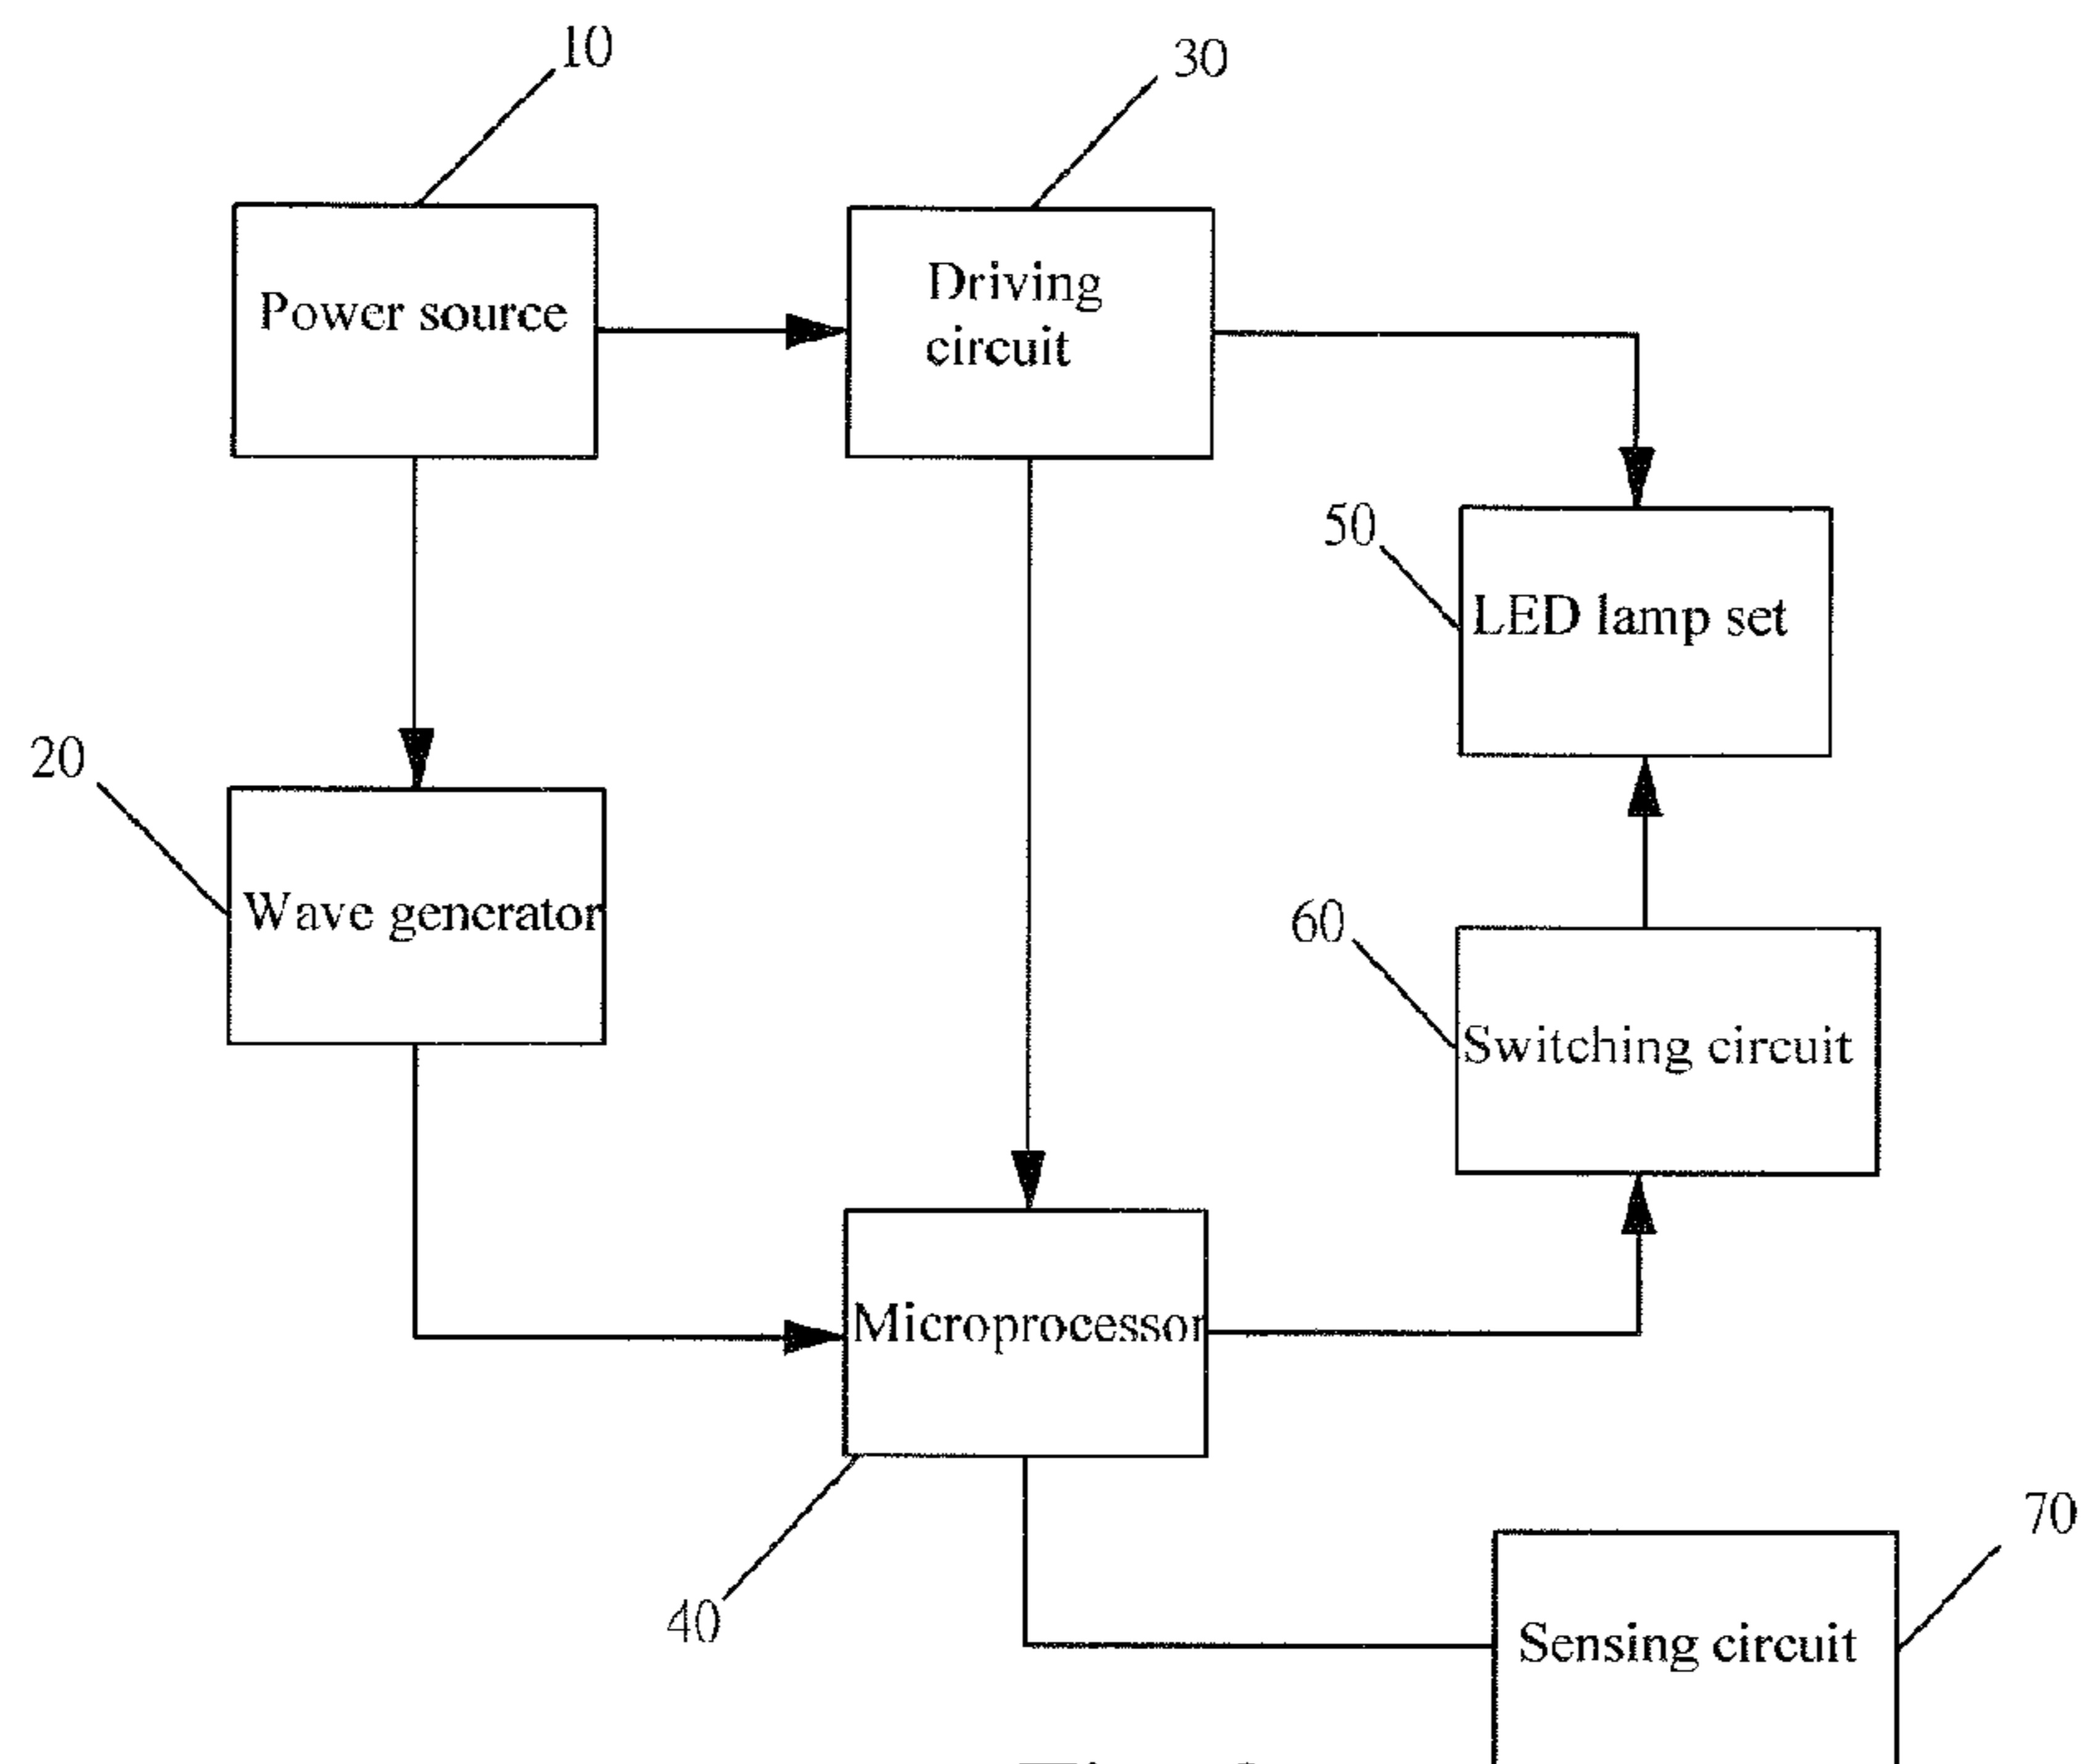 10
30
Power source
Driving
circuit
50
LED lamp set
20
Wave generator
60
Switching circuit
Microprocessor
40
70
Sensing circuit